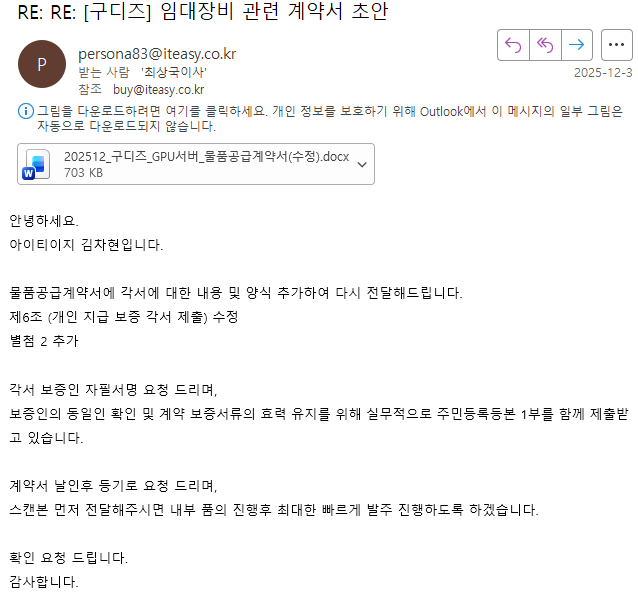 RE: RE: [구디즈] 임대장비 관련 계약서 초안
P
persona83@iteasy.co.kr
받는 사람 '최상국이사'
참조 buy@iteasy.co.kr
2025-12-3
그림을 다운로드하려면 여기를 클릭하세요. 개인 정보를 보호하기 위해 Outlook에서 이 메시지의 일부 그림은
자동으로 다운로드되지 않습니다.
202512_구디즈_GPU서버_물품공급계약서(수정).docx
703 KB
안녕하세요.
아이티이지 김차현입니다.
물품공급계약서에 각서에 대한 내용 및 양식 추가하여 다시 전달해드립니다.
제6조 (개인 지급 보증 각서 제출) 수정
별첨 2 추가
각서 보증인 자필서명 요청 드리며,
보증인의 동일인 확인 및 계약 보증서류의 효력 유지를 위해 실무적으로 주민등록등본 1부를 함께 제출받
고 있습니다.
계약서 날인후 등기로 요청 드리며,
스캔본 먼저 전달해주시면 내부 품의 진행후 최대한 빠르게 발주 진행하도록 하겠습니다.
확인 요청 드립니다.
감사합니다.